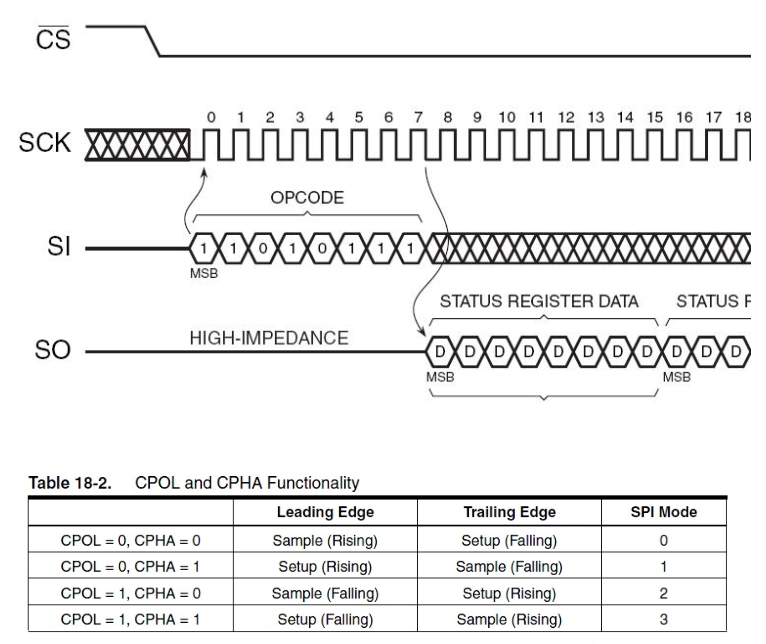 CS
0 1 2 3 4 5 6 7 8 9 10 11 12 13 14 15 16 17 18
SCK
OPCODE
SI 1 1 0 1 0 1 1 1
MSB
STATUS REGISTER DATA STATUS R
HIGH-IMPEDANCE
SO D D D D D D D D D D D
MSB MSB
Table 18-2. CPOL and CPHA Functionality
Leading Edge Trailing Edge SPI Mode
CPOL = 0, CPHA = 0 Sample (Rising) Setup (Falling) 0
CPOL = 0, CPHA = 1 Setup (Rising) Sample (Falling) 1
CPOL = 1, CPHA = 0 Sample (Falling) Setup (Rising) 2
CPOL = 1, CPHA = 1 Setup (Falling) Sample (Rising) 3